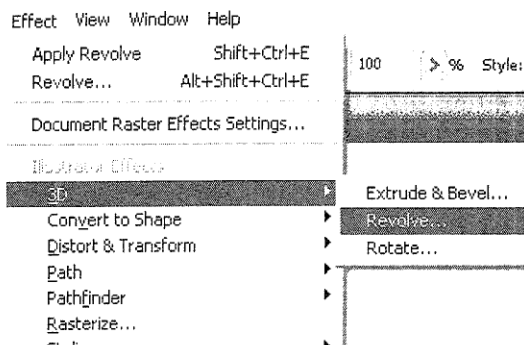 Effect View Window Help
Apply Revolve Shift+Ctrl+E
Revolve... Alt+Shift+Ctrl+E
100 > % Style:
Document Raster Effects Settings...
Illustrator Effects
3D
Extrude & Bevel...
Convert to Shape
Revolve...
Distort & Transform
Rotate...
Path
Pathfinder
Rasterize...